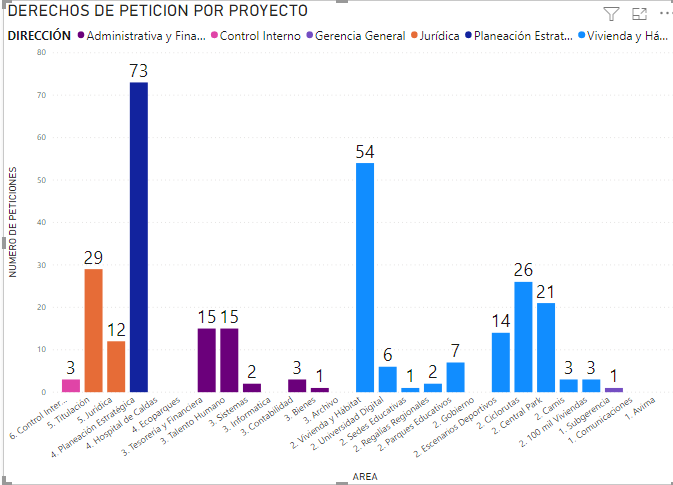 DERECHOS DE PETICION POR PROYECTO
DIRECCIÓN Administrativa y Fina... Control Interno Gerencia General Jurídica Planeación Estrat... Vivienda y Há...
NUMERO DE PETICIONES
80
70
60
50
40
30
20
10
0
3
29
12
73
15
15
2
3
1
54
6
1
2
7
14
26
21
3
3
1
6. Control Inter...
5. Titulación
5. Jurídica
4. Planeación Estratégica
4. Hospital de Caldas
4. Ecoparques
3. Tesoreria y Financiera
3. Talento Humano
3. Sistemas
3. Informatica
3. Contabilidad
3. Bienes
3. Archivo
2. Vivienda y Habitat
2. Universidad Digital
2. Sedes Educativas
2. Regalias Regionales
2. Parques Educativos
2. Gobierno
2. Escenarios Deportivos
2. Ciclorutas
2. Central Park
2. Camis
2. 100 mil Viviendas
1. Subgerencia
1. Comunicaciones
1. Avima
AREA